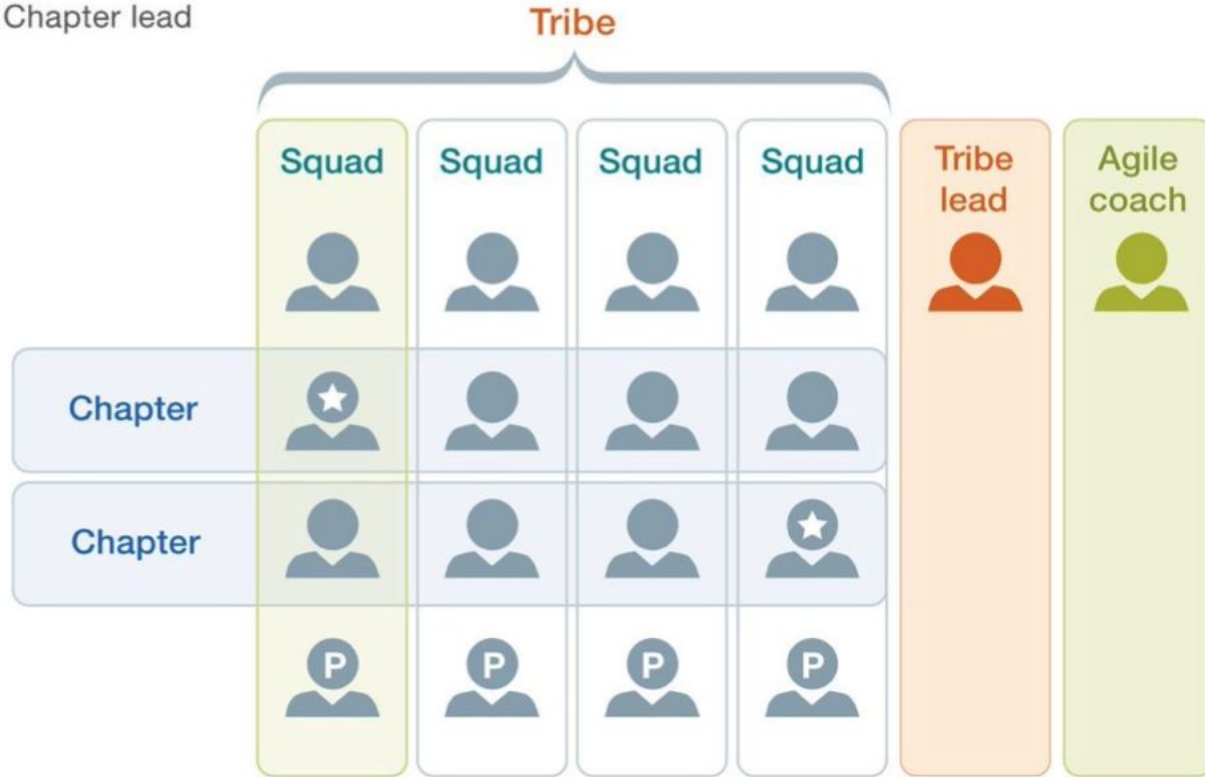 Chapter lead
Tribe
Squad
Squad
Squad
Squad
Tribe
lead
Agile
coach
Chapter
Chapter
P
P
P
P